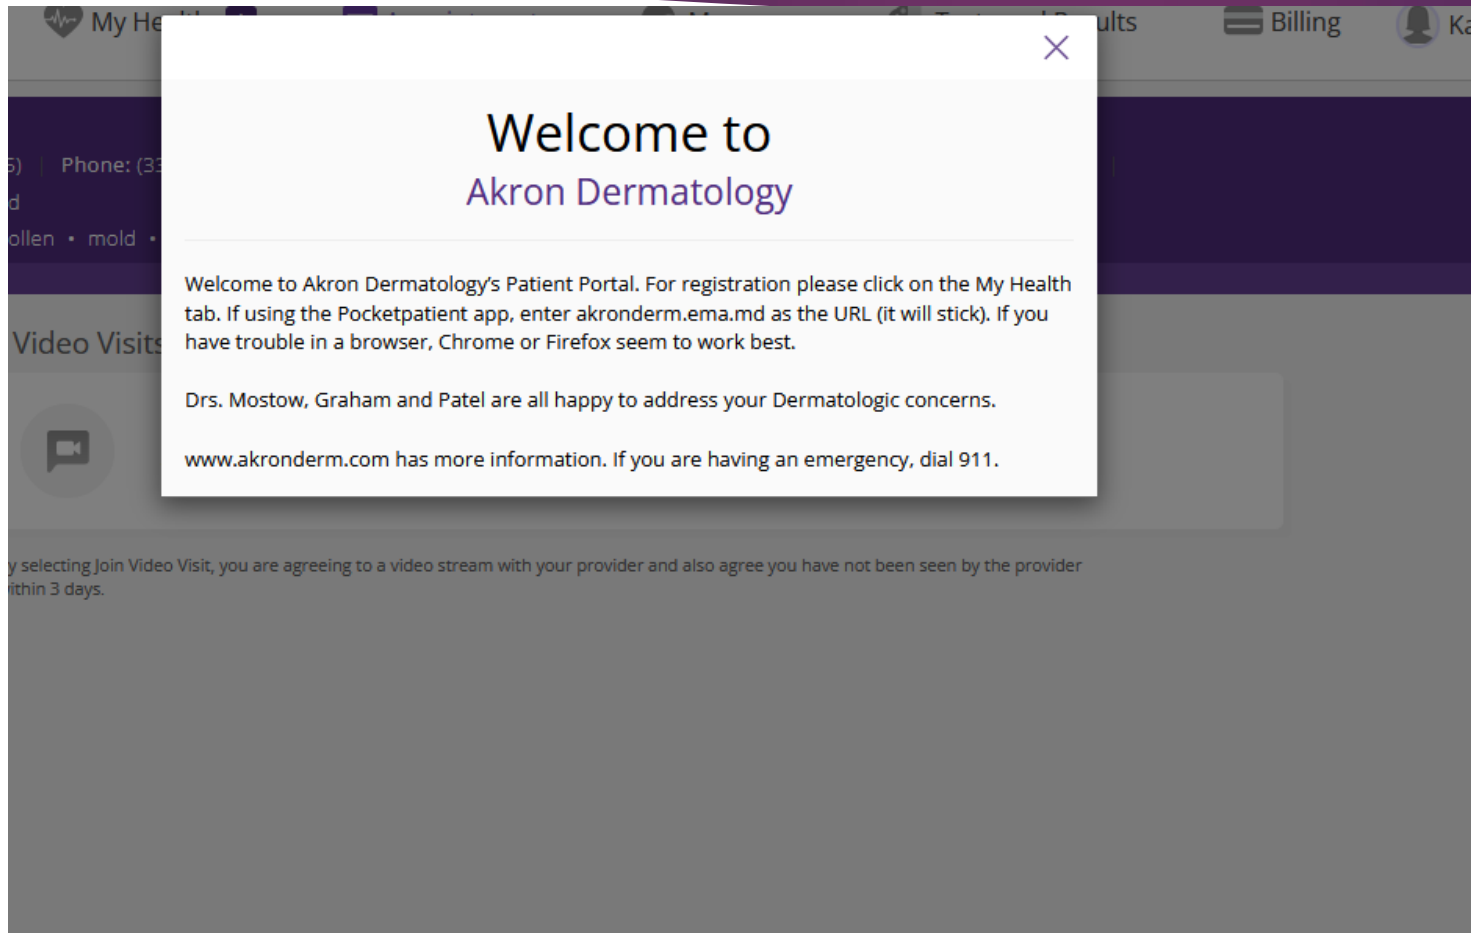 My He
ults
Billing
Ka
Welcome to
Akron Dermatology
5) Phone: (33
d
ollen • mold •
Welcome to Akron Dermatology's Patient Portal. For registration please click on the My Health
tab. If using the Pocketpatient app, enter akronderm.ema.md as the URL (it will stick). If you
have trouble in a browser, Chrome or Firefox seem to work best.
Drs. Mostow, Graham and Patel are all happy to address your Dermatologic concerns.
www.akronderm.com has more information. If you are having an emergency, dial 911.
Video Visits
y selecting Join Video Visit, you are agreeing to a video stream with your provider and also agree you have not been seen by the provider
ithin 3 days.